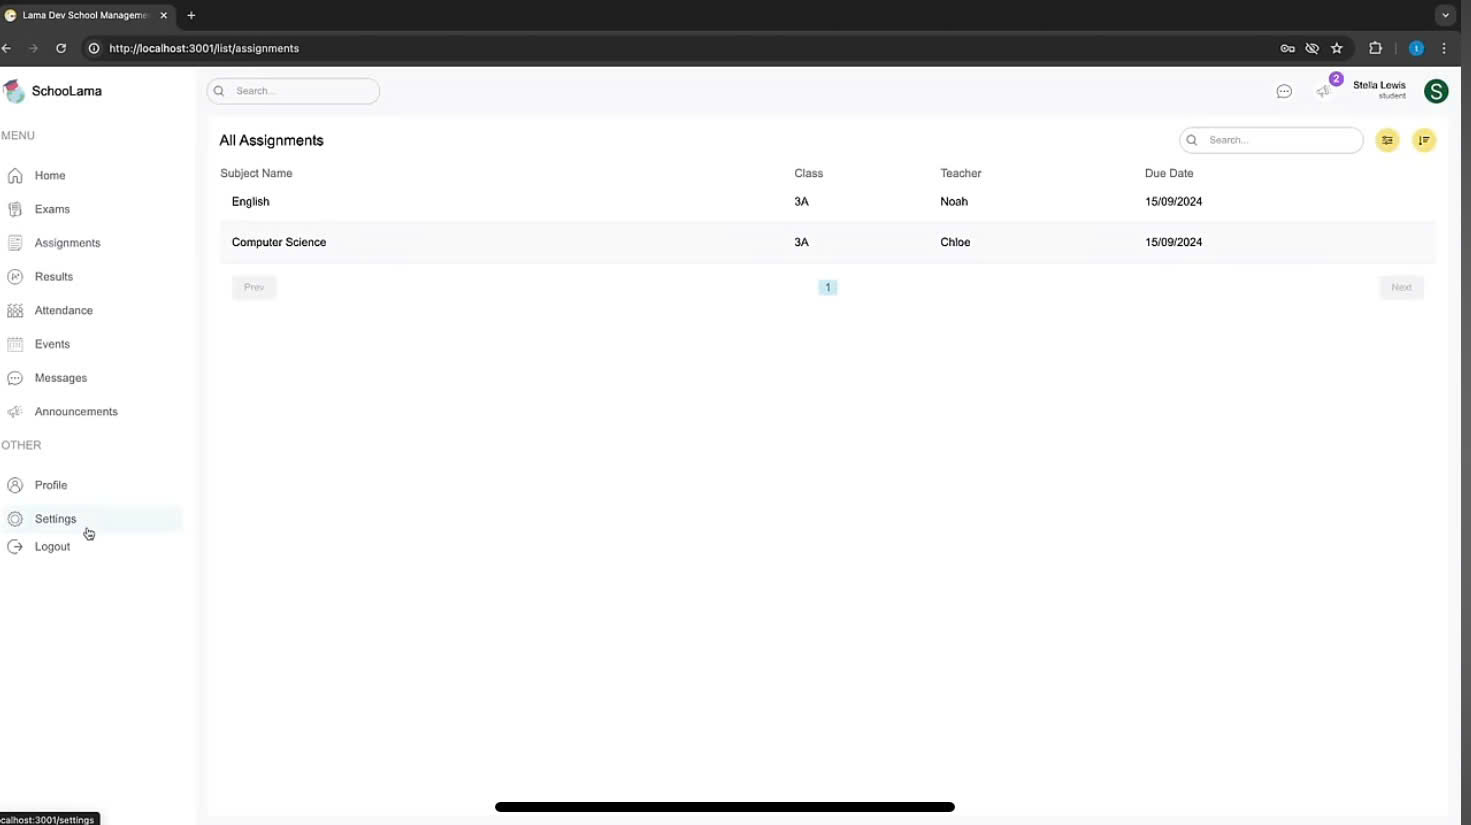 Lama Dev School Manageme
http://localhost:3001/list/assignments
SchooLama
Search...
2
Stella Lewis
student
S
MENU
Home
Exams
Assignments
Results
Attendance
Events
Messages
Announcements
OTHER
Profile
Settings
Logout
All Assignments
Search...
Subject Name Class Teacher Due Date
English 3A Noah 15/09/2024
Computer Science 3A Chloe 15/09/2024
Prev 1 Next
ocalhost:3001/settings